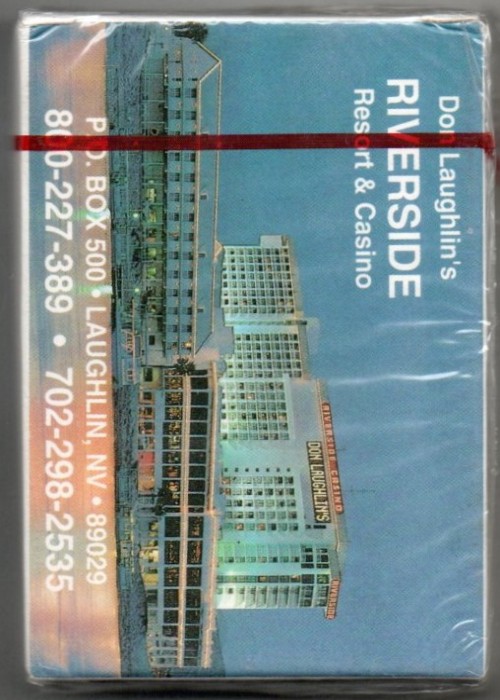 Don Laughlin's
RIVERSIDE
Resort & Casino
RIVERSIDE CASINO
DON LAUGHLIN'S
RIVERSIDE
P.O. BOX 500 • LAUGHLIN, NV • 89029
800-227-389 • 702-298-2535